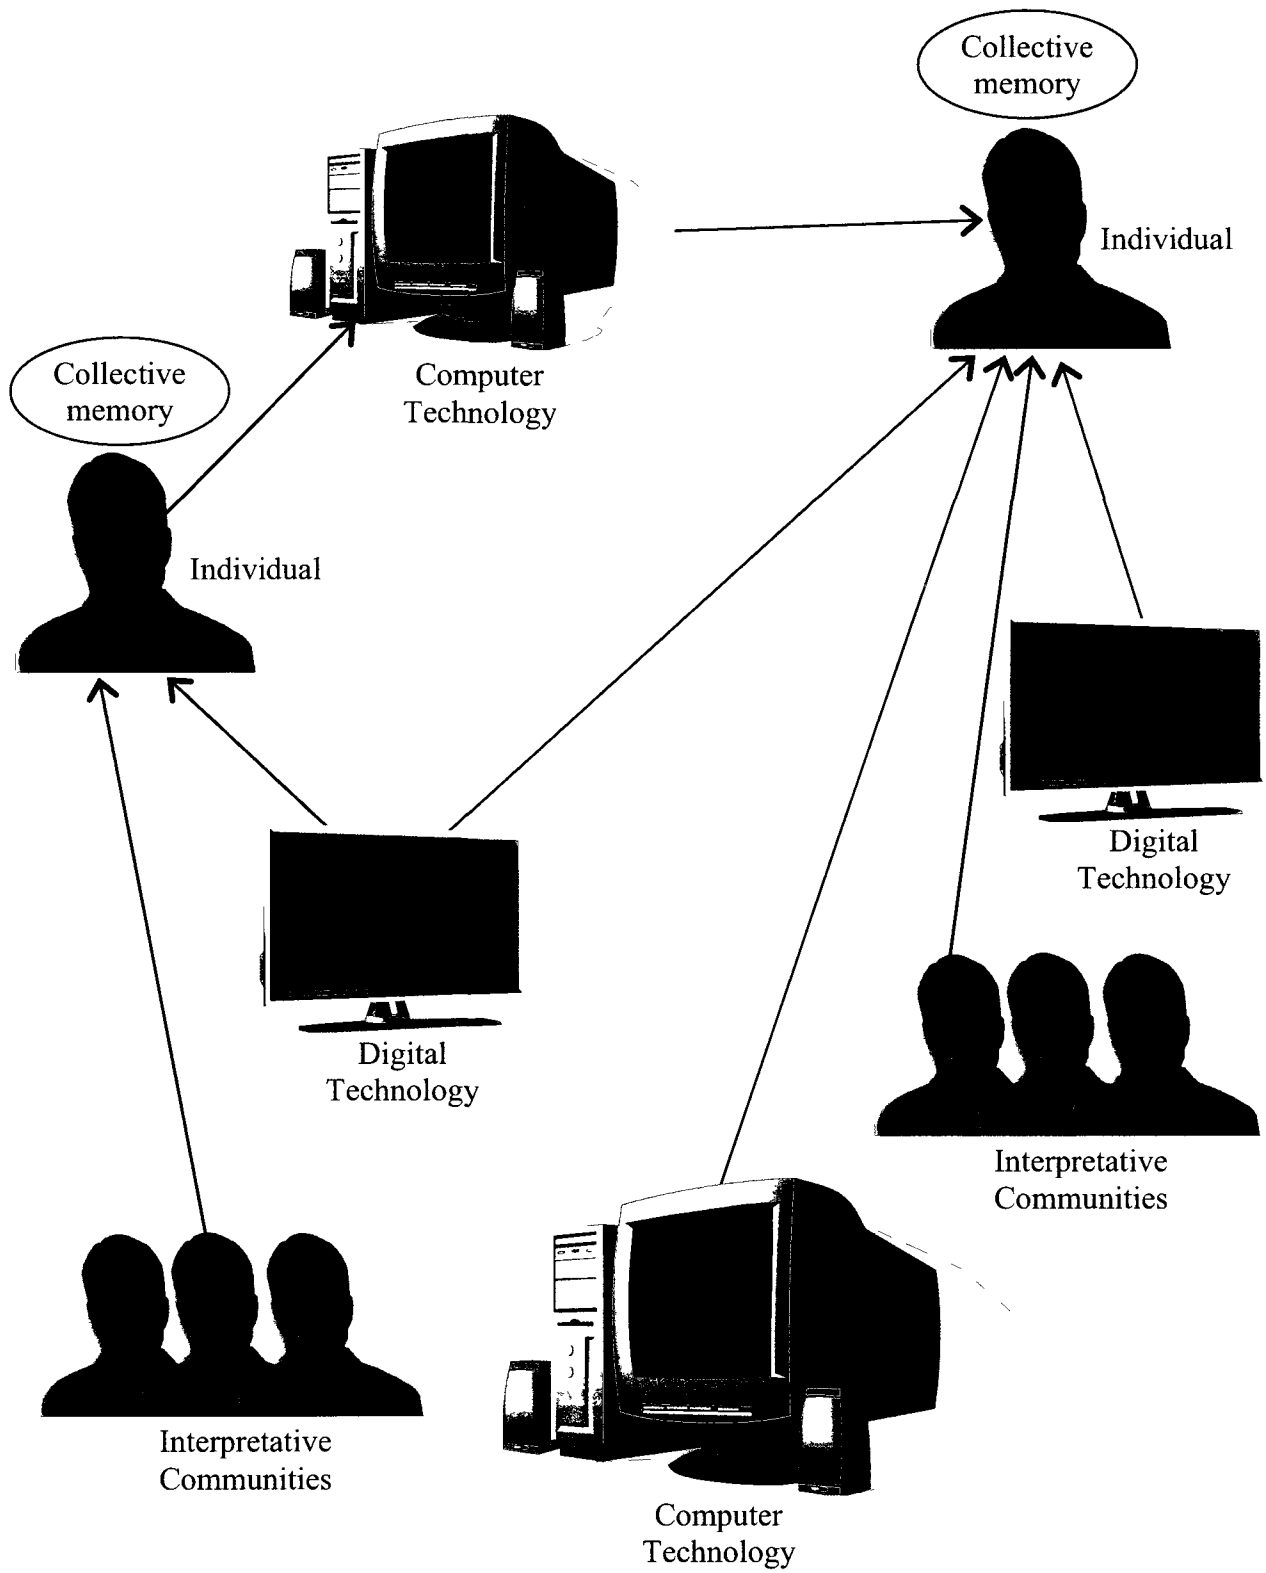 Collective
memory
Individual
Collective
memory
Computer
Technology
Individual
Digital
Technology
Digital
Technology
Interpretative
Communities
Interpretative
Communities
Computer
Technology